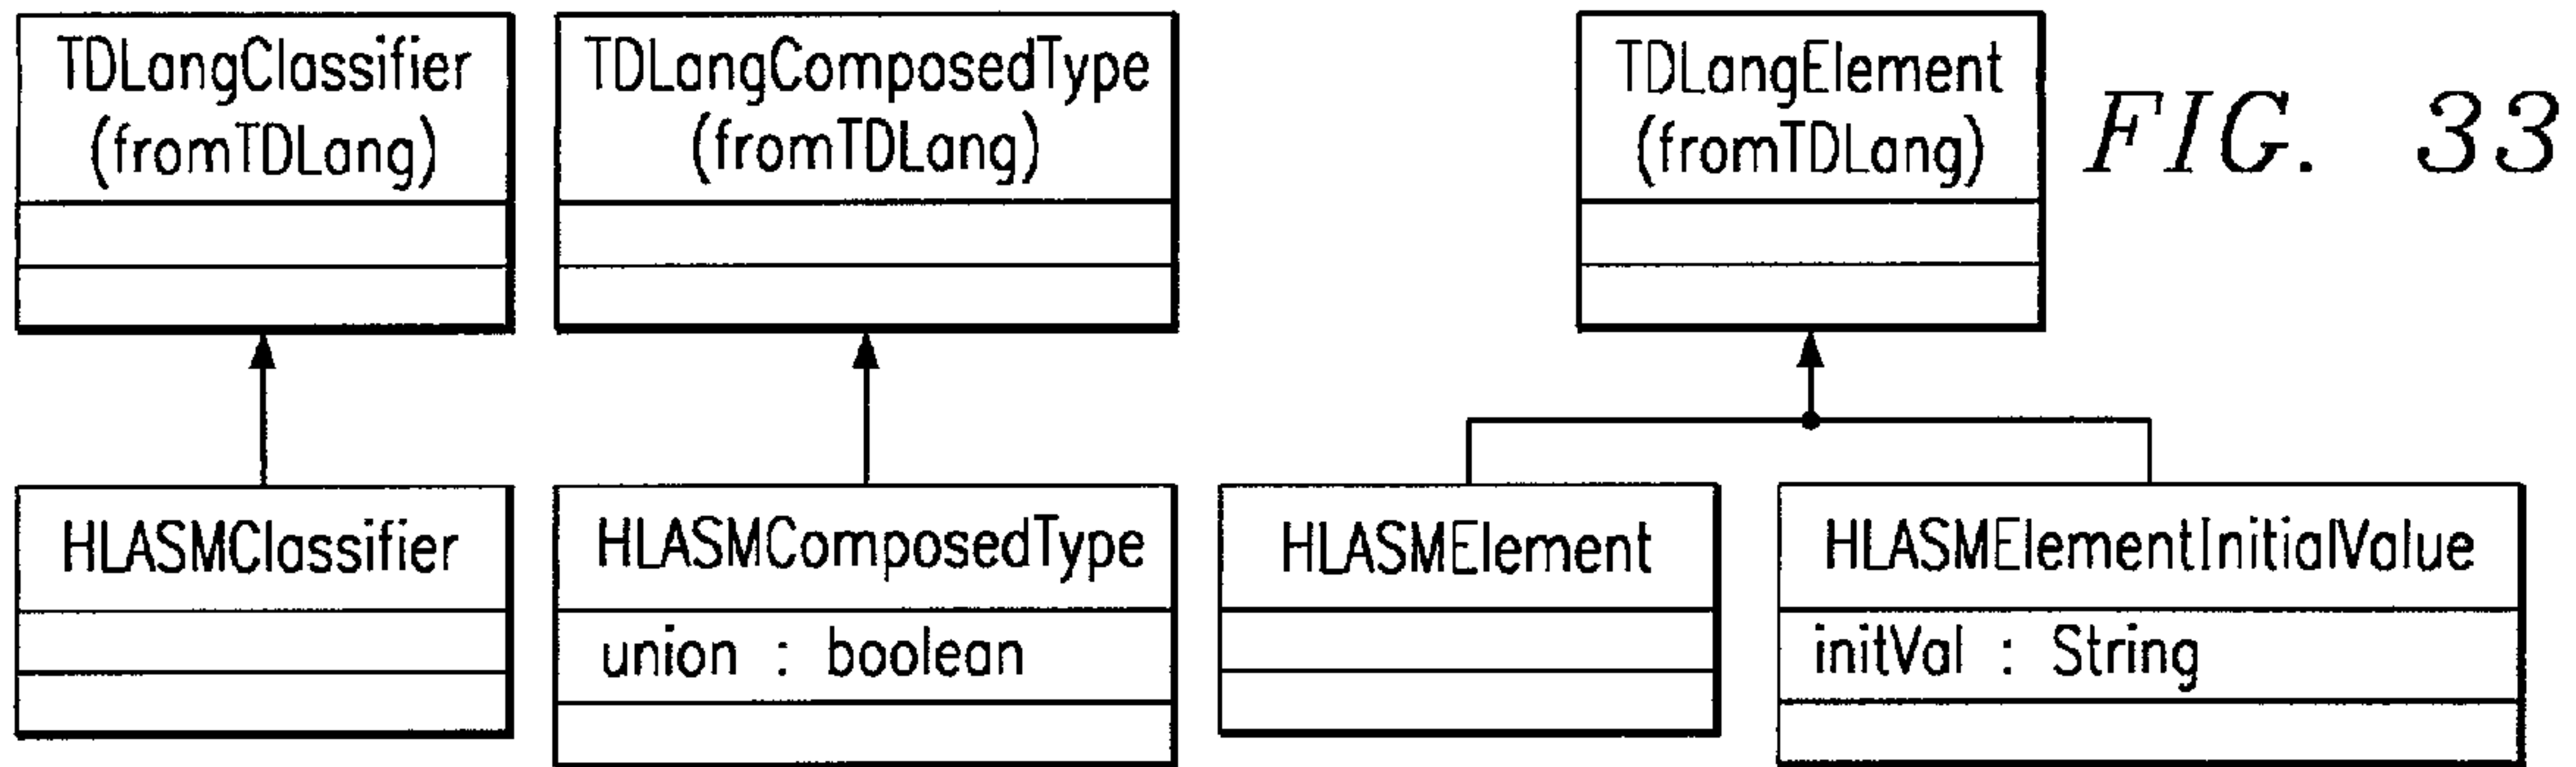 TDLangClassifier
(fromTDLang)
TDLangComposedType
(fromTDLang)
TDLangElement
(fromTDLang)
FIG. 33
HLASMClassifier
HLASMComposedType
union : boolean
HLASMElement
HLASMElementInitialValue
initVal : String